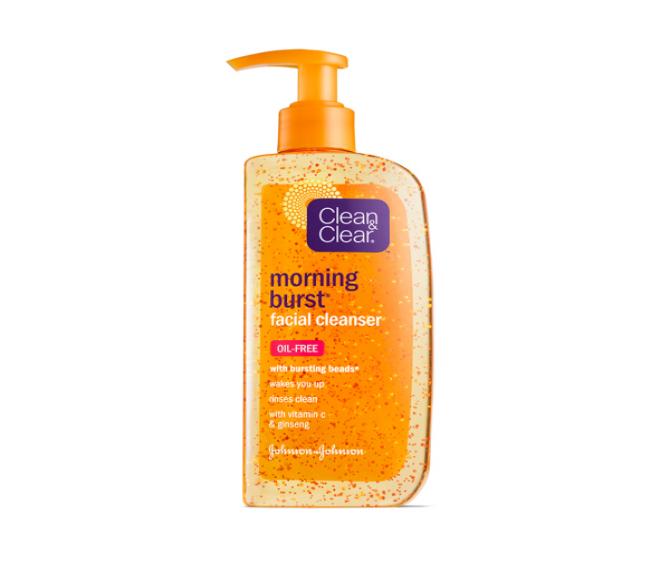 Clean
&
Clear®
morning
burst®
facial cleanser
OIL-FREE
with bursting beads®
wakes you up
rinses clean
with vitamin c
& ginseng
Johnson & Johnson